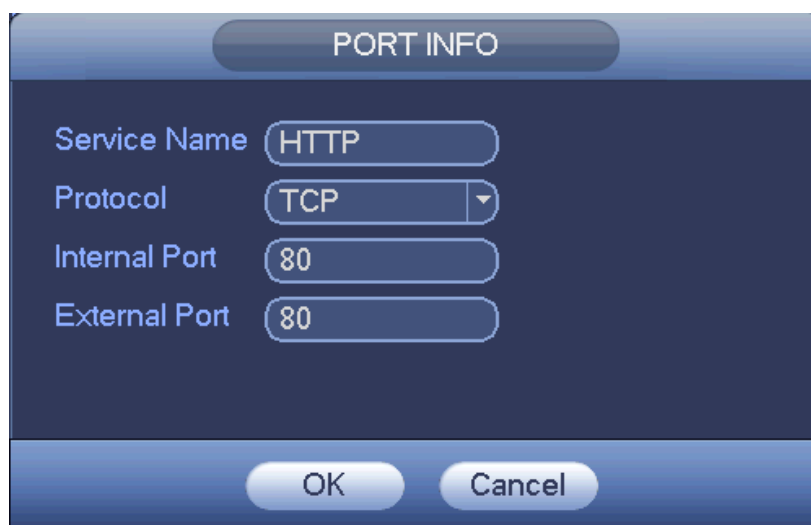 PORT INFO
Service Name HTTP
Protocol TCP
Internal Port 80
External Port 80
OK Cancel